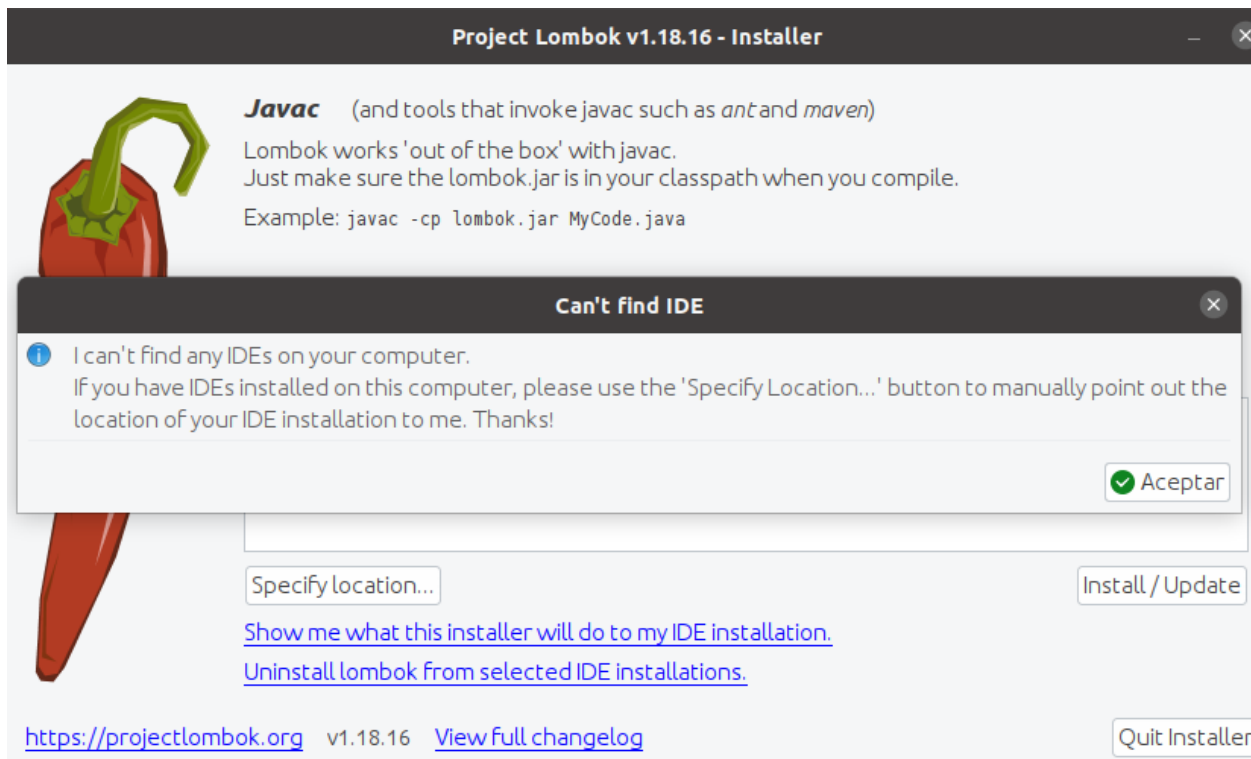 Project Lombok v1.18.16 - Installer
Javac (and tools that invoke javac such as ant and maven)
Lombok works 'out of the box' with javac.
Just make sure the lombok.jar is in your classpath when you compile.
Example: javac -cp lombok.jar MyCode.java
Can't find IDE
I can't find any IDEs on your computer.
If you have IDEs installed on this computer, please use the 'Specify Location...' button to manually point out the
location of your IDE installation to me. Thanks!
Aceptar
Specify location...
Install / Update
Show me what this installer will do to my IDE installation.
Uninstall lombok from selected IDE installations.
https://projectlombok.org v1.18.16 View full changelog
Quit Installer